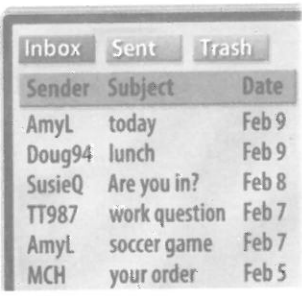 Inbox Sent Trash
Sender Subject Date
AmyL today Feb 9
Doug94 lunch Feb 9
SusieQ Are you in? Feb 8
TT987 work question Feb 7
AmyL soccer game Feb 7
MCH your order Feb 5